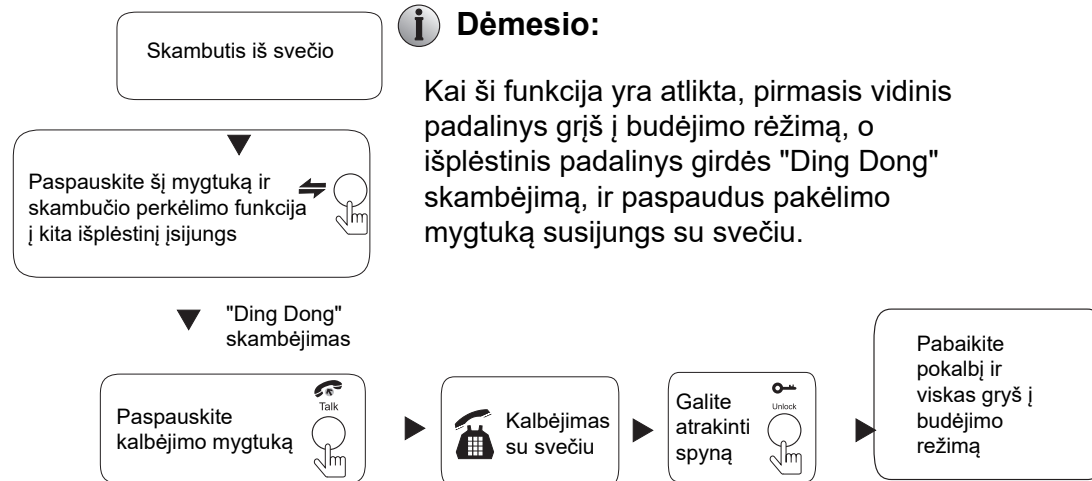 Skambutis iš svečio
Dėmesio:
Kai ši funkcija yra atlikta, pirmasis vidinis
padalinys grįš į budėjimo rėžimą, o
išplėstinis padalinys girdės "Ding Dong"
skambėjimą, ir paspaudus pakėlimo
mygtuką susijungs su svečiu.
Paspauskite šį mygtuką ir
skambučio perkėlimo funkcija
į kita išplėstinį įsijungs
"Ding Dong"
skambėjimas
Paspauskite
kalbėjimo mygtuką
Talk
Kalbėjimas
su svečiu
Galite
atrakinti
spyną
Unlock
Pabaikite
pokalbį ir
viskas gryš į
budėjimo
režimą